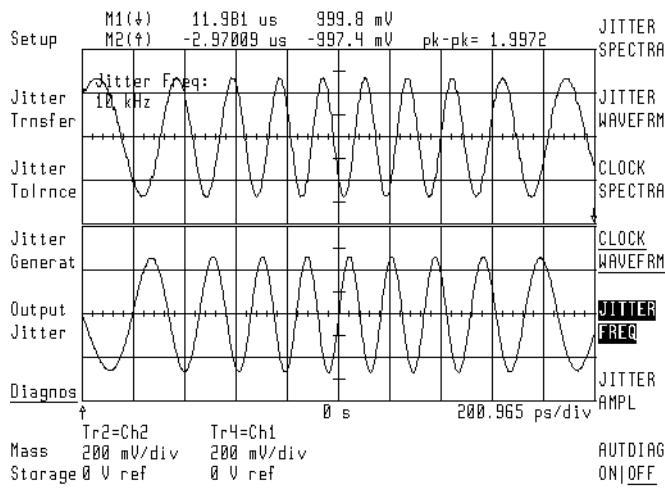 M1(↓) 11.981 us 999.8 mV
M2(↑) -2.97009 us -997.4 mV pk-pk= 1.9972
Setup
Jitter
Trnsfer
Jitter
Tolrnce
Jitter
Generat
Output
Jitter
Diagnos
Mass
Storage
Jitter Freq:
10 kHz
0 s 200.965 ps/div
Tr2=Ch2 Tr4=Ch1
200 mV/div 200 mV/div
0 V ref 0 V ref
JITTER
SPECTRA
JITTER
WAVEFRM
CLOCK
SPECTRA
CLOCK
WAVEFRM
JITTER
FREQ
JITTER
AMPL
AUTDIAG
ON|OFF